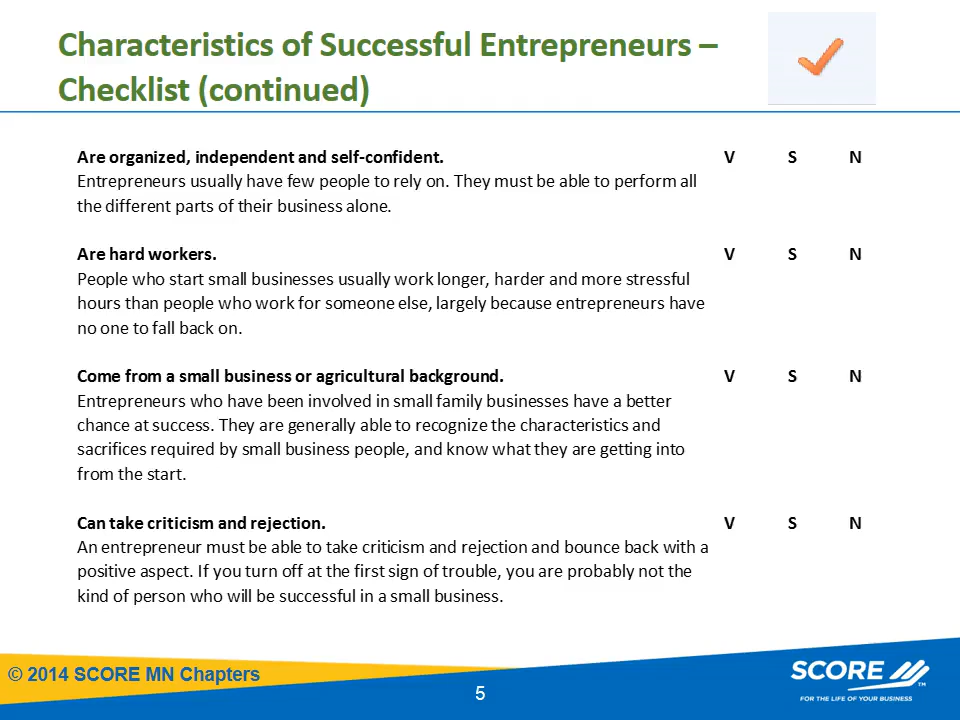 Characteristics of Successful Entrepreneurs –
Checklist (continued)
Are organized, independent and self-confident. V S N
Entrepreneurs usually have few people to rely on. They must be able to perform all
the different parts of their business alone.
Are hard workers. V S N
People who start small businesses usually work longer, harder and more stressful
hours than people who work for someone else, largely because entrepreneurs have
no one to fall back on.
Come from a small business or agricultural background. V S N
Entrepreneurs who have been involved in small family businesses have a better
chance at success. They are generally able to recognize the characteristics and
sacrifices required by small business people, and know what they are getting into
from the start.
Can take criticism and rejection. V S N
An entrepreneur must be able to take criticism and rejection and bounce back with a
positive aspect. If you turn off at the first sign of trouble, you are probably not the
kind of person who will be successful in a small business.
© 2014 SCORE MN Chapters
5
SCORE TM
FOR THE LIFE OF YOUR BUSINESS